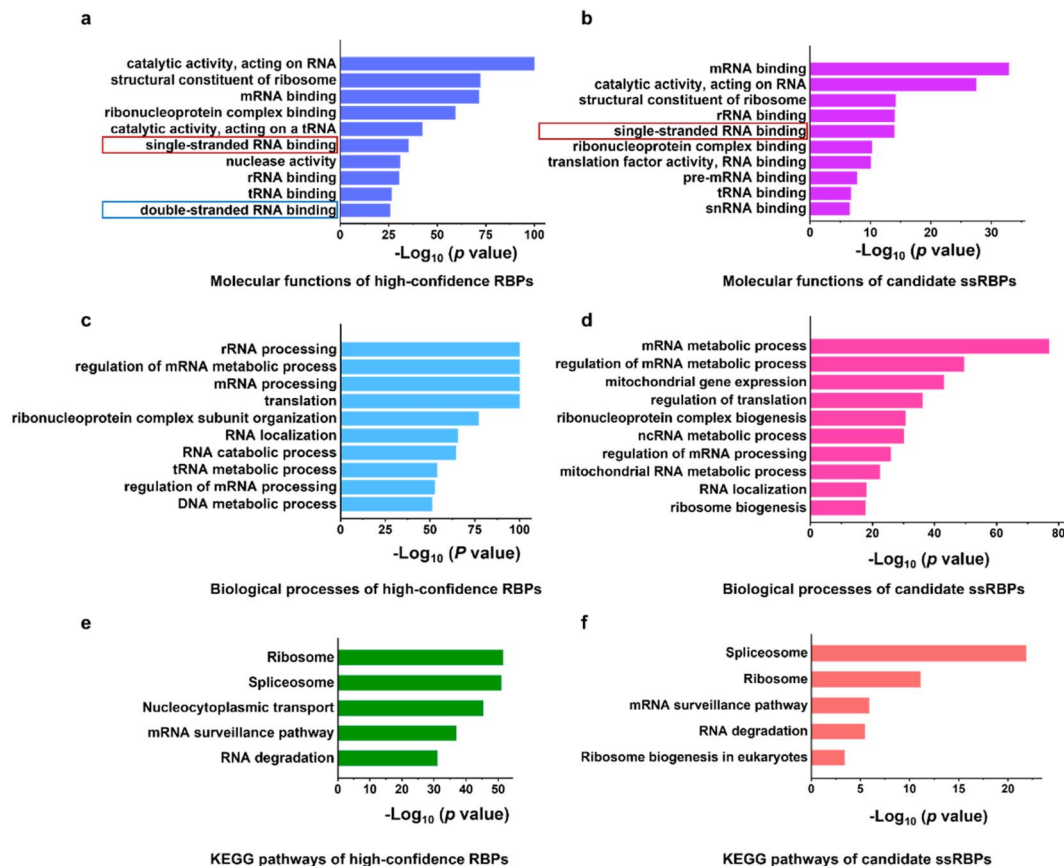 a
catalytic activity, acting on RNA
structural constituent of ribosome
mRNA binding
ribonucleoprotein complex binding
catalytic activity, acting on a tRNA
single-stranded RNA binding
nuclease activity
rRNA binding
tRNA binding
double-stranded RNA binding
0 25 50 75 100
-Log10 (p value)
Molecular functions of high-confidence RBPs
b
mRNA binding
catalytic activity, acting on RNA
structural constituent of ribosome
rRNA binding
single-stranded RNA binding
ribonucleoprotein complex binding
translation factor activity, RNA binding
pre-mRNA binding
tRNA binding
snRNA binding
0 10 20 30
-Log10 (p value)
Molecular functions of candidate ssRBPs
c
rRNA processing
regulation of mRNA metabolic process
mRNA processing
translation
ribonucleoprotein complex subunit organization
RNA localization
RNA catabolic process
tRNA metabolic process
regulation of mRNA processing
DNA metabolic process
0 25 50 75 100
-Log10 (P value)
Biological processes of high-confidence RBPs
d
mRNA metabolic process
regulation of mRNA metabolic process
mitochondrial gene expression
regulation of translation
ribonucleoprotein complex biogenesis
ncRNA metabolic process
regulation of mRNA processing
mitochondrial RNA metabolic process
RNA localization
ribosome biogenesis
0 20 40 60 80
-Log10 (p value)
Biological processes of candidate ssRBPs
e
Ribosome
Spliceosome
Nucleocytoplasmic transport
mRNA surveillance pathway
RNA degradation
0 10 20 30 40 50
-Log10 (p value)
KEGG pathways of high-confidence RBPs
f
Spliceosome
Ribosome
mRNA surveillance pathway
RNA degradation
Ribosome biogenesis in eukaryotes
0 5 10 15 20
-Log10 (p value)
KEGG pathways of candidate ssRBPs